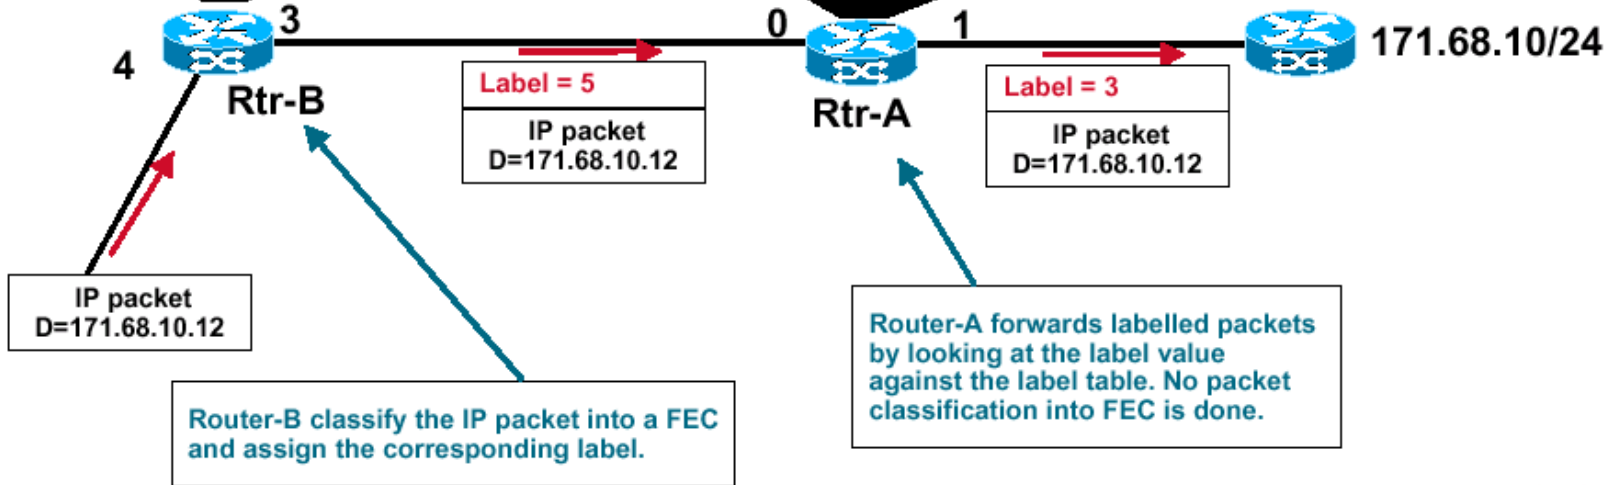 3
0
1
171.68.10/24
4
Rtr-B
Label = 5
IP packet
D=171.68.10.12
Rtr-A
Label = 3
IP packet
D=171.68.10.12
IP packet
D=171.68.10.12
Router-B classify the IP packet into a FEC
and assign the corresponding label.
Router-A forwards labelled packets
by looking at the label value
against the label table. No packet
classification into FEC is done.